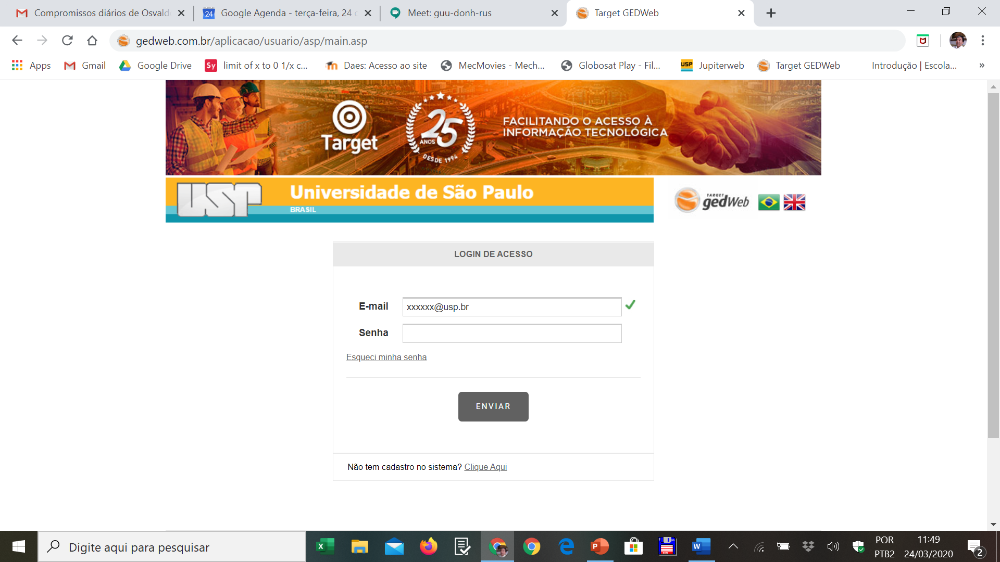 Compromissos diários de Osvald
24
Google Agenda - terça-feira, 24
Meet: guu-donh-rus
Target GEDWeb
gedweb.com.br/aplicacao/usuario/asp/main.asp
Apps
Gmail
Google Drive
Sy
limit of x to 0 1/x c...
Daes: Acesso ao site
MecMovies - Mech...
Globosat Play - Fil...
USP
Jupiterweb
Target GEDWeb
Introdução | Escola...
»
Target
25
ANOS
DESDE 1994
FACILITANDO O ACESSO À
INFORMAÇÃO TECNOLÓGICA
USP
Universidade de São Paulo
BRASIL
TARGET
gedWeb
LOGIN DE ACESSO
E-mail
xxxxxx@usp.br
Senha
Esqueci minha senha
ENVIAR
Não tem cadastro no sistema? Clique Aqui
Digite aqui para pesquisar
X
P
W
POR
PTB2
11:49
24/03/2020
2